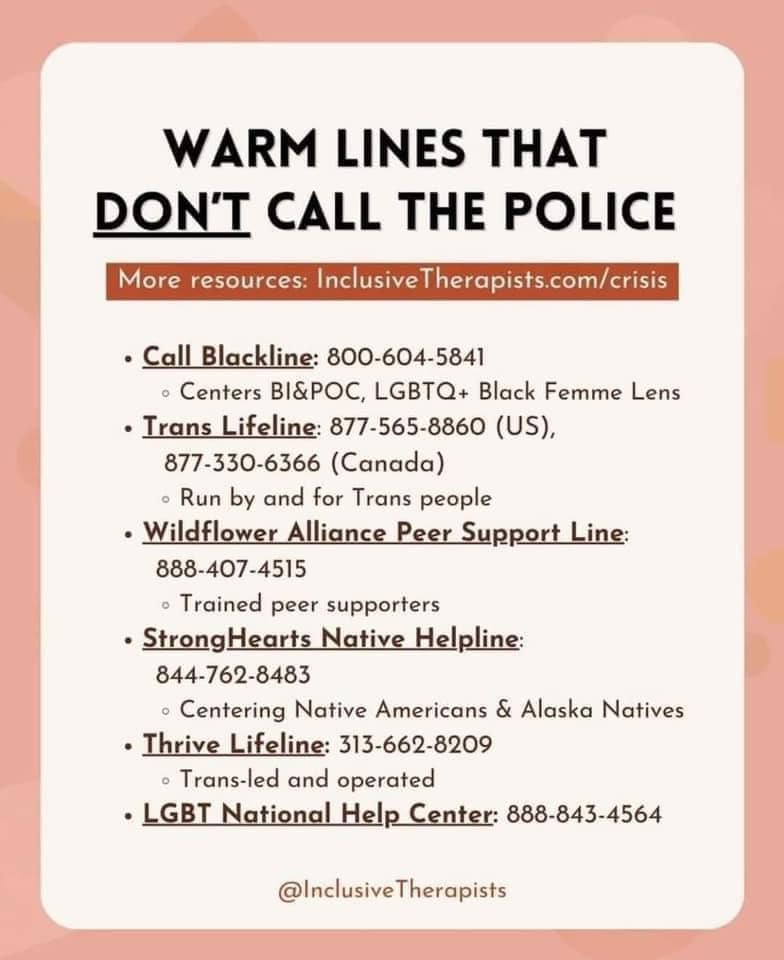 WARM LINES THAT
DON'T CALL THE POLICE
More resources: InclusiveTherapists.com/crisis
• Call Blackline: 800-604-5841
◦ Centers BI&POC, LGBTQ+ Black Femme Lens
• Trans Lifeline: 877-565-8860 (US),
877-330-6366 (Canada)
◦ Run by and for Trans people
• Wildflower Alliance Peer Support Line:
888-407-4515
◦ Trained peer supporters
• StrongHearts Native Helpline:
844-762-8483
◦ Centering Native Americans & Alaska Natives
• Thrive Lifeline: 313-662-8209
◦ Trans-led and operated
• LGBT National Help Center: 888-843-4564
@InclusiveTherapists